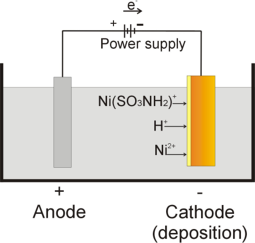 e-
+ -
Power supply
Ni(SO3NH2)+
H+
Ni2+
+ -
Anode Cathode
(deposition)